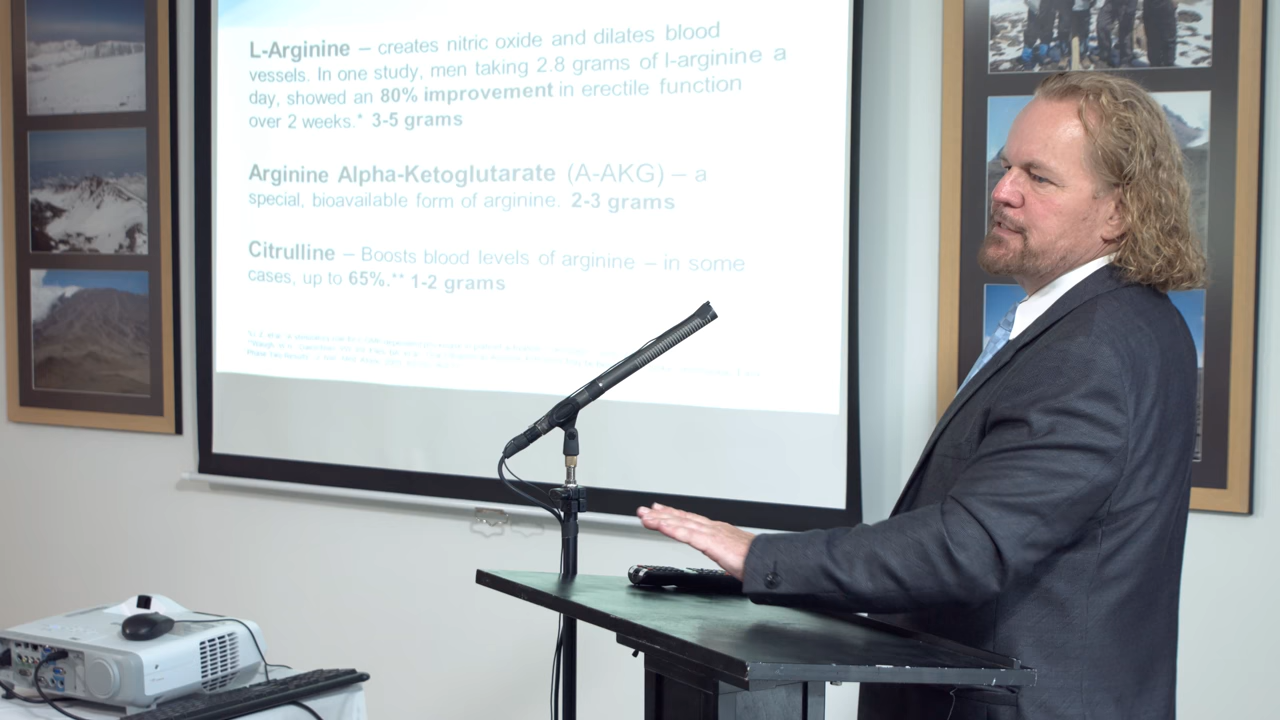 L-Arginine – creates nitric oxide and dilates blood
vessels. In one study, men taking 2.8 grams of l-arginine a
day, showed an 80% improvement in erectile function
over 2 weeks.* 3-5 grams
Arginine Alpha-Ketoglutarate (A-AKG) – a
special, bioavailable form of arginine. 2-3 grams
Citrulline – Boosts blood levels of arginine – in some
cases, up to 65%.** 1-2 grams